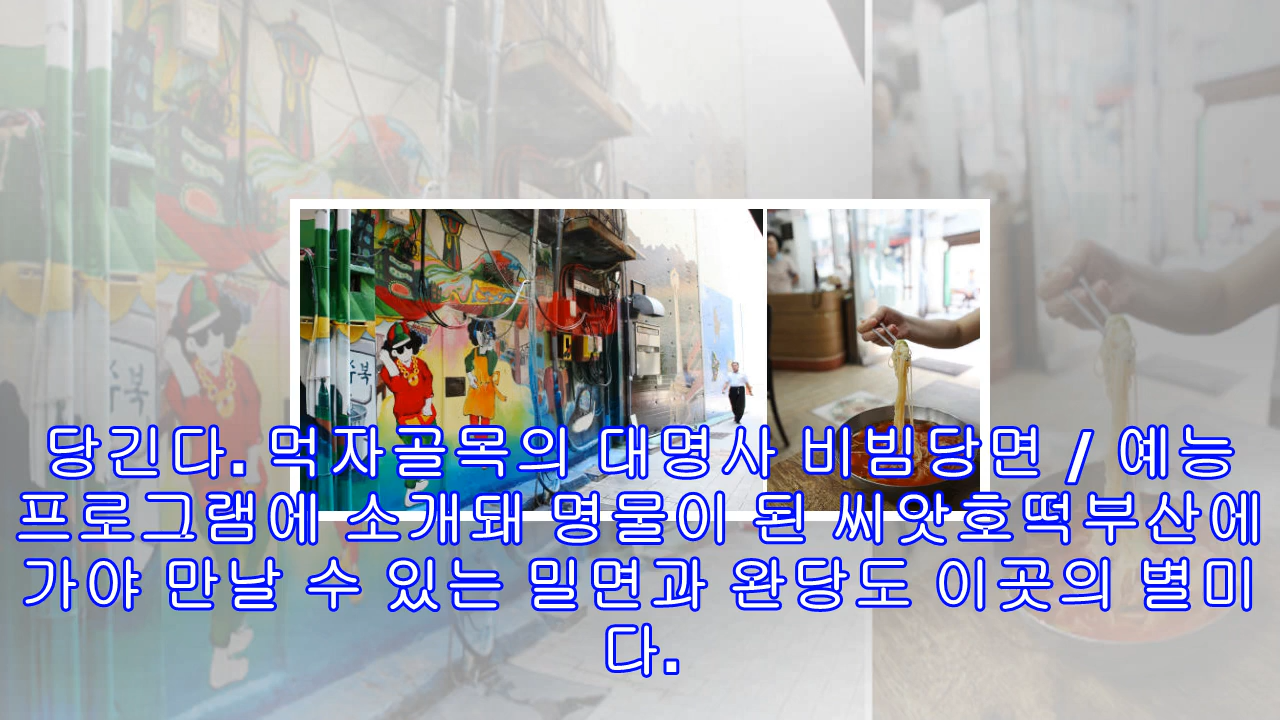 당긴다. 먹자골목의 대명사 비빔당면 / 예능
프로그램에 소개돼 명물이 된 씨앗호떡부산에
가야 만날 수 있는 밀면과 완당도 이곳의 별미
다.